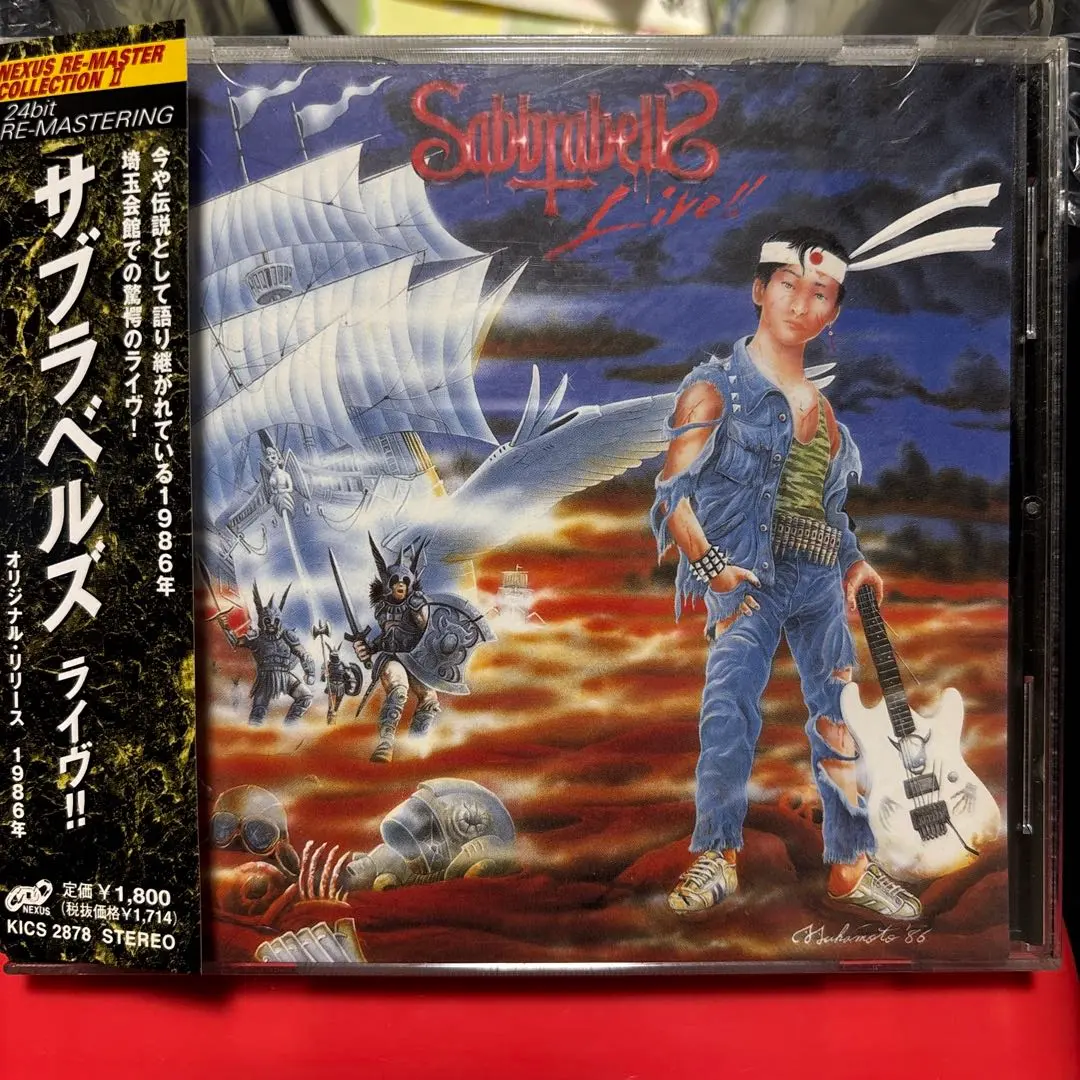 NEXUS RE-MASTER
COLLECTION II
24bit
RE-MASTERING
今や伝説として語り継がれている1986年
埼玉会館での驚愕のライヴ!
サブラベルズ ライヴ!!
オリジナル・リリース 1986年
NEXUS
定価 ¥1,800
(税抜価格¥1,714)
KICS 2878 STEREO
SabbrabellS
Live!!
'86